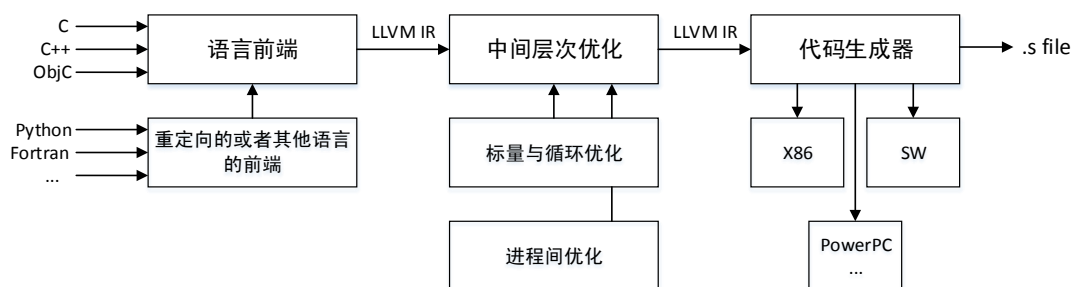 C
C++
ObjC
语言前端
LLVM IR
中间层次优化
LLVM IR
代码生成器
.s file
Python
Fortran
...
重定向的或者其他语言
的前端
标量与循环优化
X86
SW
进程间优化
PowerPC
...